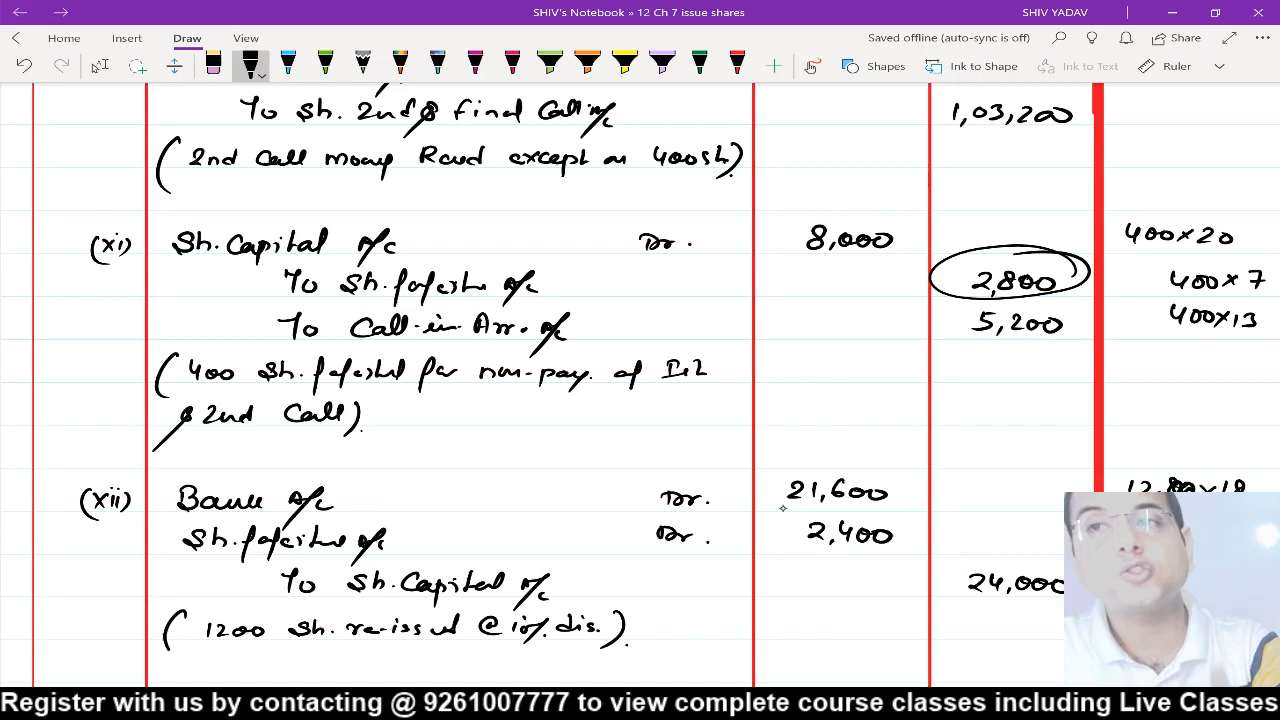 SHIV's Notebook » 12 Ch 7 issue shares
SHIV YADAV
Home Insert Draw View
Saved offline (auto-sync is off)
Share
Shapes
Ink to Shape
Ink to Text
Ruler
To Sh. 2nd & final Call A/c 1,03,200
( 2nd Call money Recvd except on 400 sh).
(xi) Sh. Capital A/c Dr. 8,000 400×20
To Sh. forfeiture A/c 2,800 400×7
To Call-in-Arr. A/c 5,200 400×13
( 400 Sh. forfeited for non-pay. of Ist
& 2nd Call).
(xii) Bank A/c Dr. 21,600
Sh. forfeiture A/c Dr. 2,400
To Sh. Capital A/c 24,000
( 1200 Sh. re-issued @ 10% dis.).
Register with us by contacting @ 9261007777 to view complete course classes including Live Classes